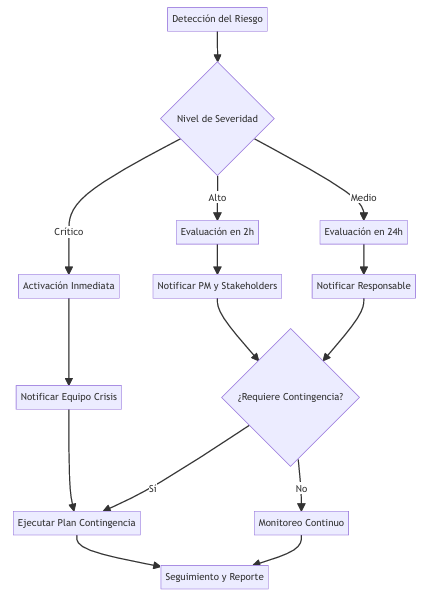 Detección del Riesgo
Nivel de Severidad
Alto
Medio
Crítico
Evaluación en 2h
Evaluación en 24h
Activación Inmediata
Notificar PM y Stakeholders
Notificar Responsable
Notificar Equipo Crisis
¿Requiere Contingencia?
Sí
No
Ejecutar Plan Contingencia
Monitoreo Continuo
Seguimiento y Reporte